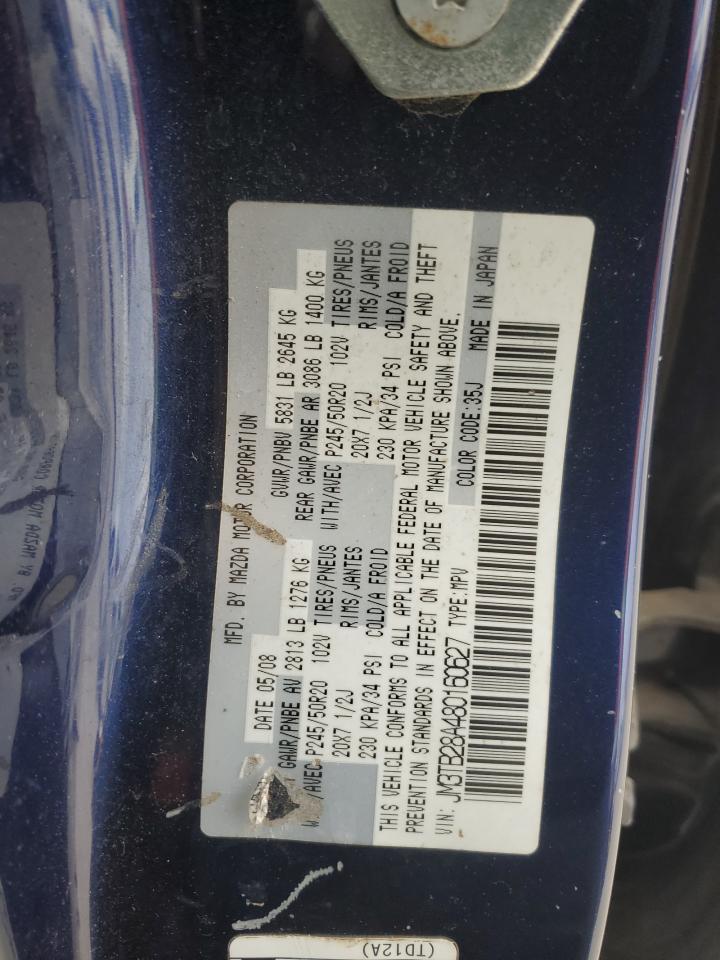 MFD. BY MAZDA MOTOR CORPORATION
DATE 05/08 GVWR/PNBV 5831 LB 2645 KG
GAWR/PNBE AV 2813 LB 1276 KG REAR GAWR/PNBE AR 3086 LB 1400 KG
/AVEC P245/50R20 102V TIRES/PNEUS WITH/AVEC P245/50R20 102V TIRES/PNEUS
20X7 1/2J RIMS/JANTES 20X7 1/2J RIMS/JANTES
230 KPA/34 PSI COLD/A FROID 230 KPA/34 PSI COLD/A FROID
THIS VEHICLE CONFORMS TO ALL APPLICABLE FEDERAL MOTOR VEHICLE SAFETY AND THEFT
PREVENTION STANDARDS IN EFFECT ON THE DATE OF MANUFACTURE SHOWN ABOVE.
VIN: JM3TB28A480160627 TYPE:MPV COLOR CODE:35J MADE IN JAPAN
(TD12A)